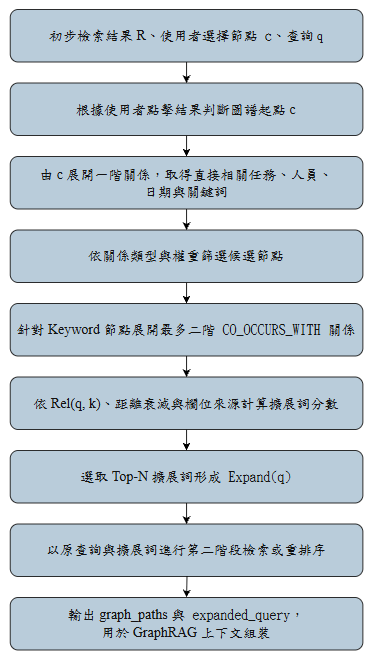 初步檢索結果 R、使用者選擇節點 c、查詢 q
根據使用者點擊結果判斷圖譜起點 c
由 c 展開一階關係，取得直接相關任務、人員、
日期與關鍵詞
依關係類型與權重篩選候選節點
針對 Keyword 節點展開最多二階 CO_OCCURS_WITH 關係
依 Rel(q, k)、距離衰減與欄位來源計算擴展詞分數
選取 Top-N 擴展詞形成 Expand(q)
以原查詢與擴展詞進行第二階段檢索或重排序
輸出 graph_paths 與 expanded_query，
用於 GraphRAG 上下文組裝